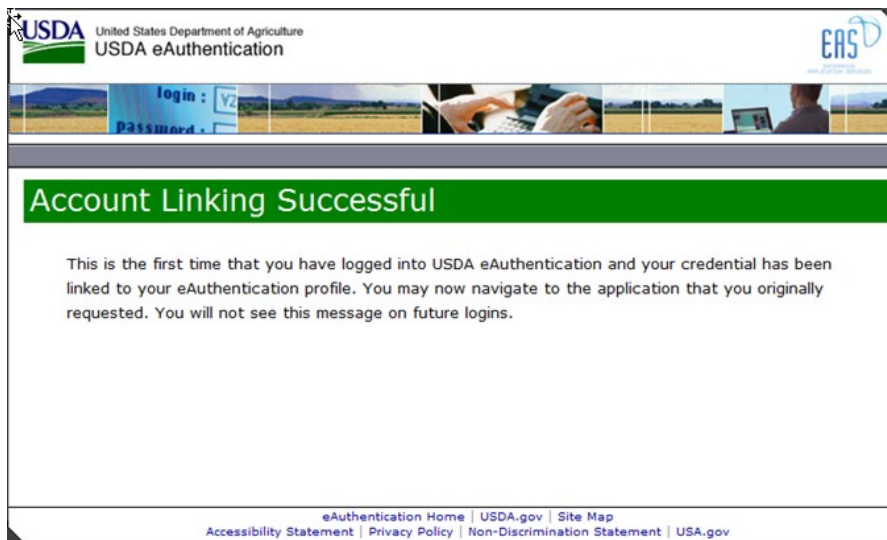 USDA
United States Department of Agriculture
USDA eAuthentication
EAS
login :
password :
Account Linking Successful
This is the first time that you have logged into USDA eAuthentication and your credential has been
linked to your eAuthentication profile. You may now navigate to the application that you originally
requested. You will not see this message on future logins.
eAuthentication Home | USDA.gov | Site Map
Accessibility Statement | Privacy Policy | Non-Discrimination Statement | USA.gov